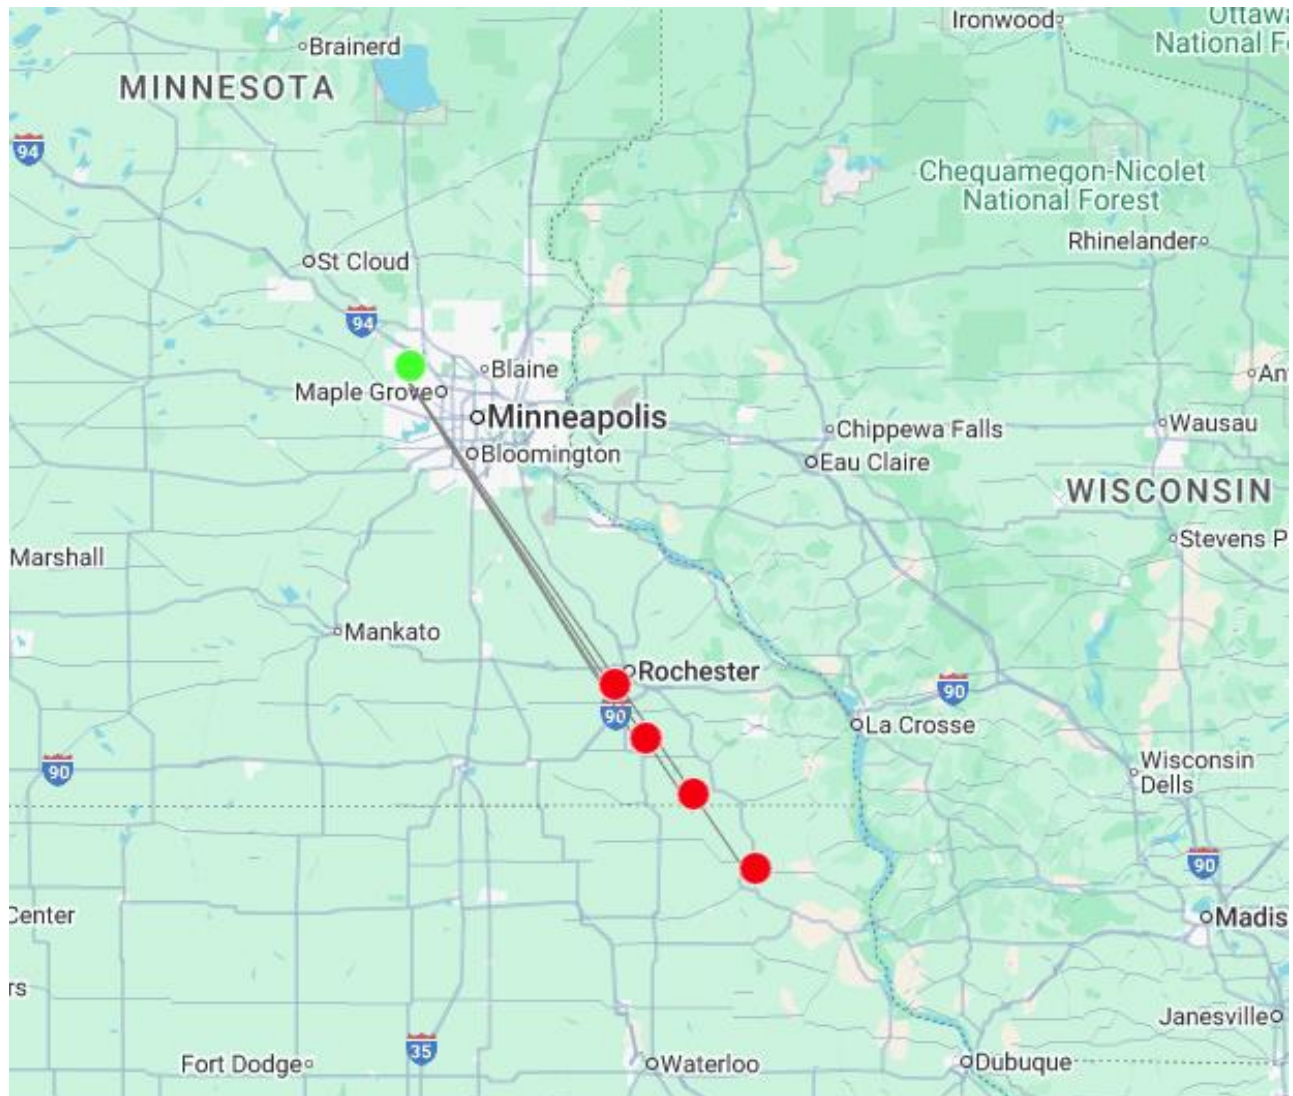 Ironwood
Ottawa
National F
Brainerd
MINNESOTA
94
Chequamegon-Nicolet
National Forest
Rhinelander
St Cloud
94
Blaine
Maple Grove
An
Minneapolis
Chippewa Falls
Wausau
Bloomington
Eau Claire
WISCONSIN
Stevens P
Marshall
Mankato
Rochester
90
90
La Crosse
90
Wisconsin
Dells
90
Center
Madis
rs
Janesville
35
Fort Dodge
Waterloo
Dubuque